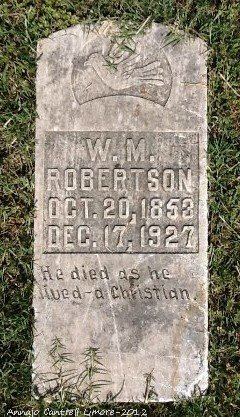 W. M.
ROBERTSON
OCT. 20, 1853
DEC. 17, 1927
He died as he
lived-a Christian.
Annajo Cantrell Limore-2012